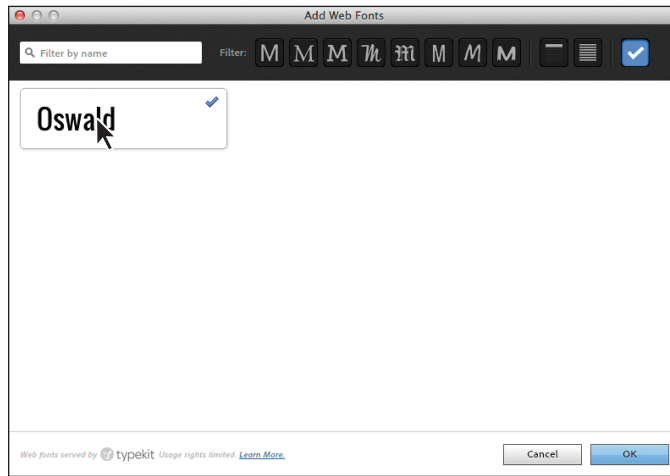 Add Web Fonts
Filter by name
Filter: M M M M M M M M
Oswald
Web fonts served by typekit Usage rights limited. Learn More.
Cancel OK